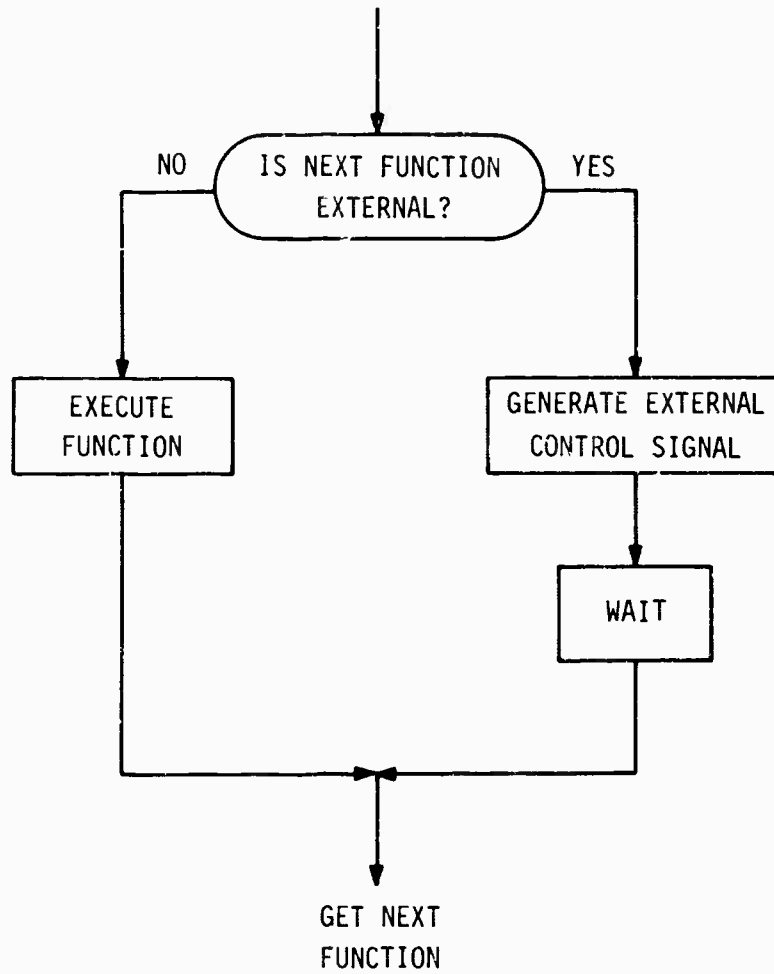 IS NEXT FUNCTION
EXTERNAL?
NO
YES
EXECUTE
FUNCTION
GENERATE EXTERNAL
CONTROL SIGNAL
WAIT
GET NEXT
FUNCTION